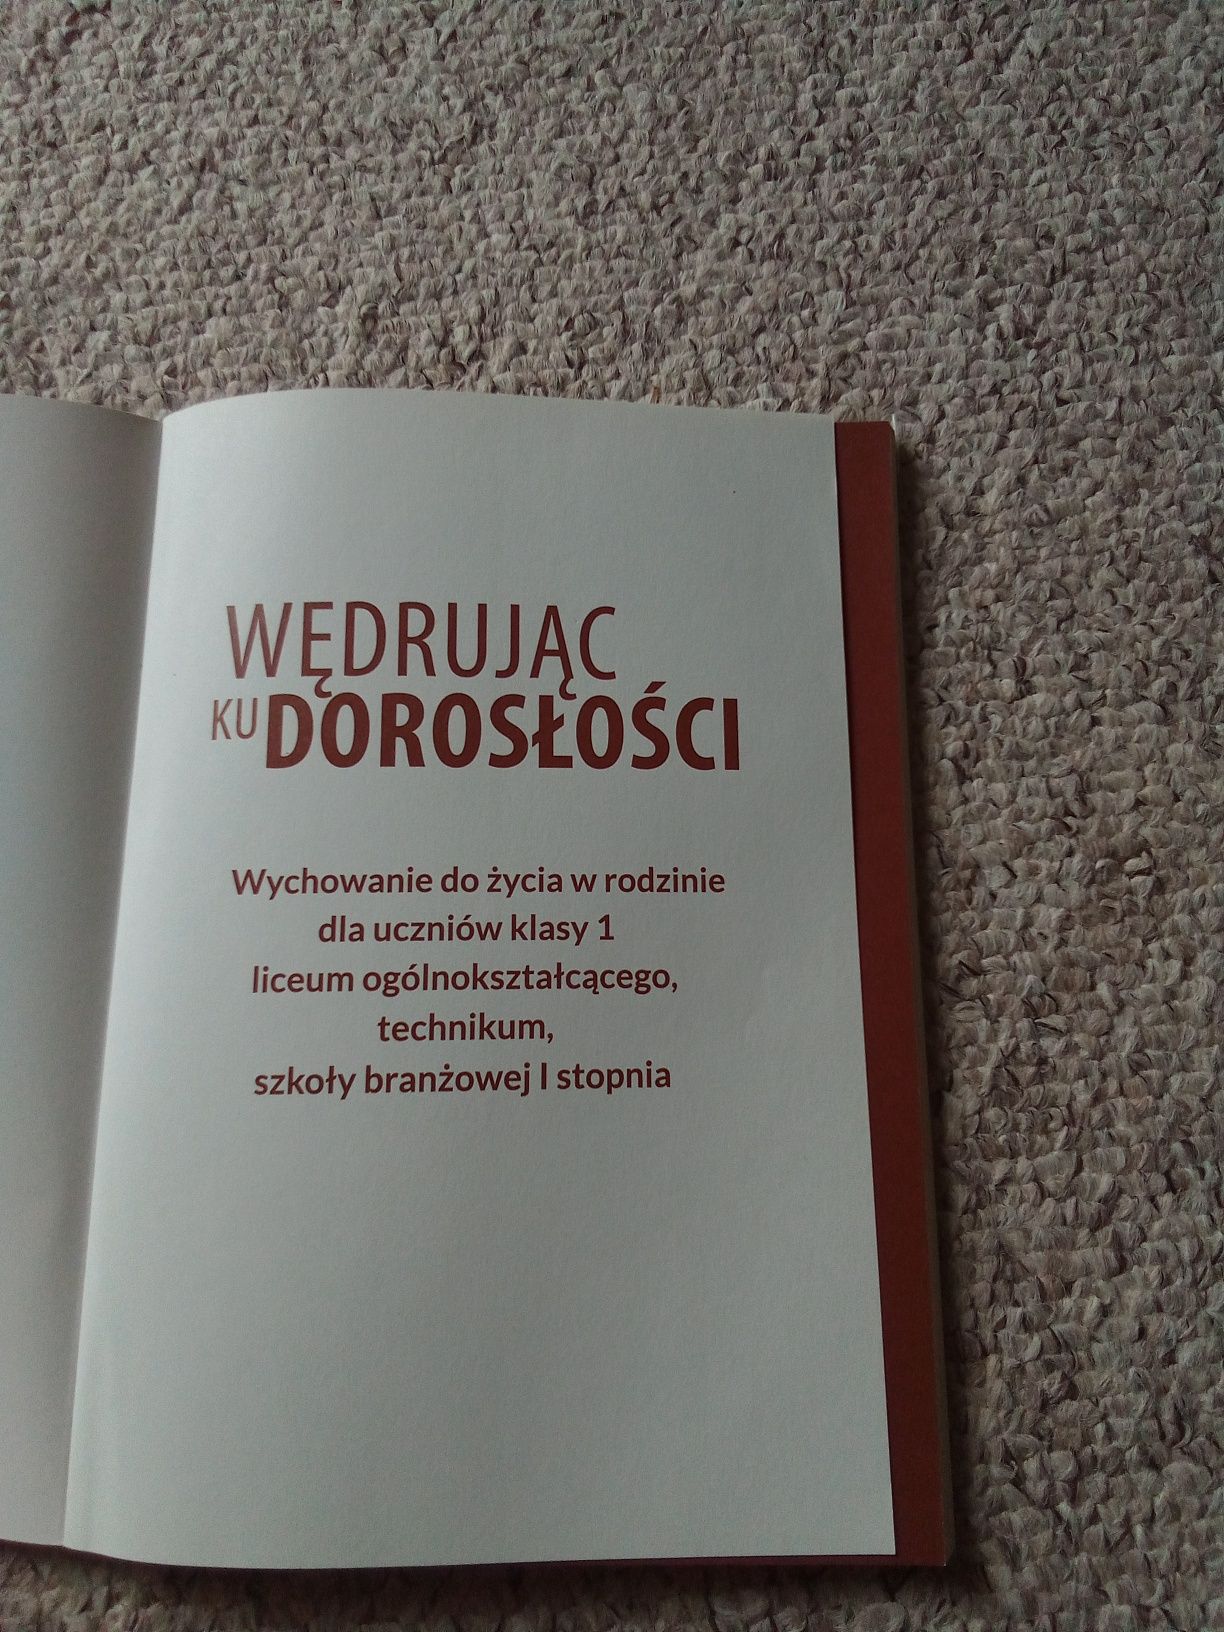 WĘDRUJĄC
KU DOROSŁOŚCI
Wychowanie do życia w rodzinie
dla uczniów klasy 1
liceum ogólnokształcącego,
technikum,
szkoły branżowej I stopnia